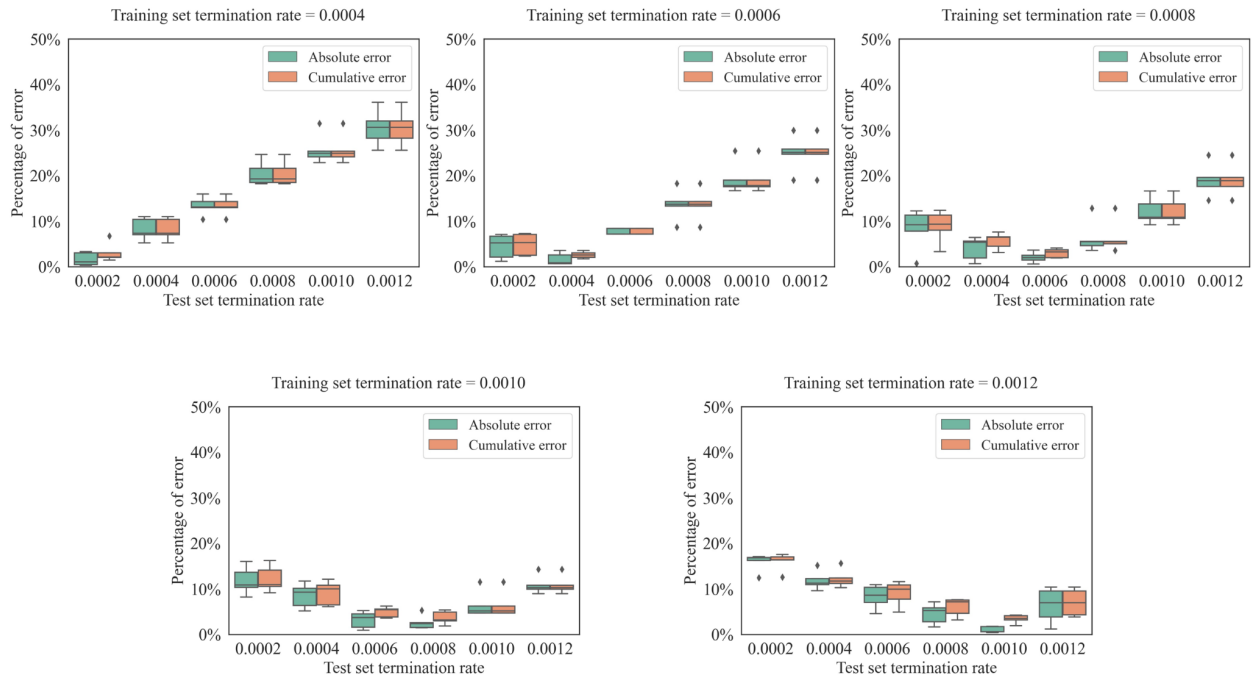 Training set termination rate = 0.0004
50%
40%
30%
20%
10%
0%
Percentage of error
Absolute error
Cumulative error
0.0002 0.0004 0.0006 0.0008 0.0010 0.0012
Test set termination rate
Training set termination rate = 0.0006
50%
40%
30%
20%
10%
0%
Percentage of error
Absolute error
Cumulative error
0.0002 0.0004 0.0006 0.0008 0.0010 0.0012
Test set termination rate
Training set termination rate = 0.0008
50%
40%
30%
20%
10%
0%
Percentage of error
Absolute error
Cumulative error
0.0002 0.0004 0.0006 0.0008 0.0010 0.0012
Test set termination rate
Training set termination rate = 0.0010
50%
40%
30%
20%
10%
0%
Percentage of error
Absolute error
Cumulative error
0.0002 0.0004 0.0006 0.0008 0.0010 0.0012
Test set termination rate
Training set termination rate = 0.0012
50%
40%
30%
20%
10%
0%
Percentage of error
Absolute error
Cumulative error
0.0002 0.0004 0.0006 0.0008 0.0010 0.0012
Test set termination rate